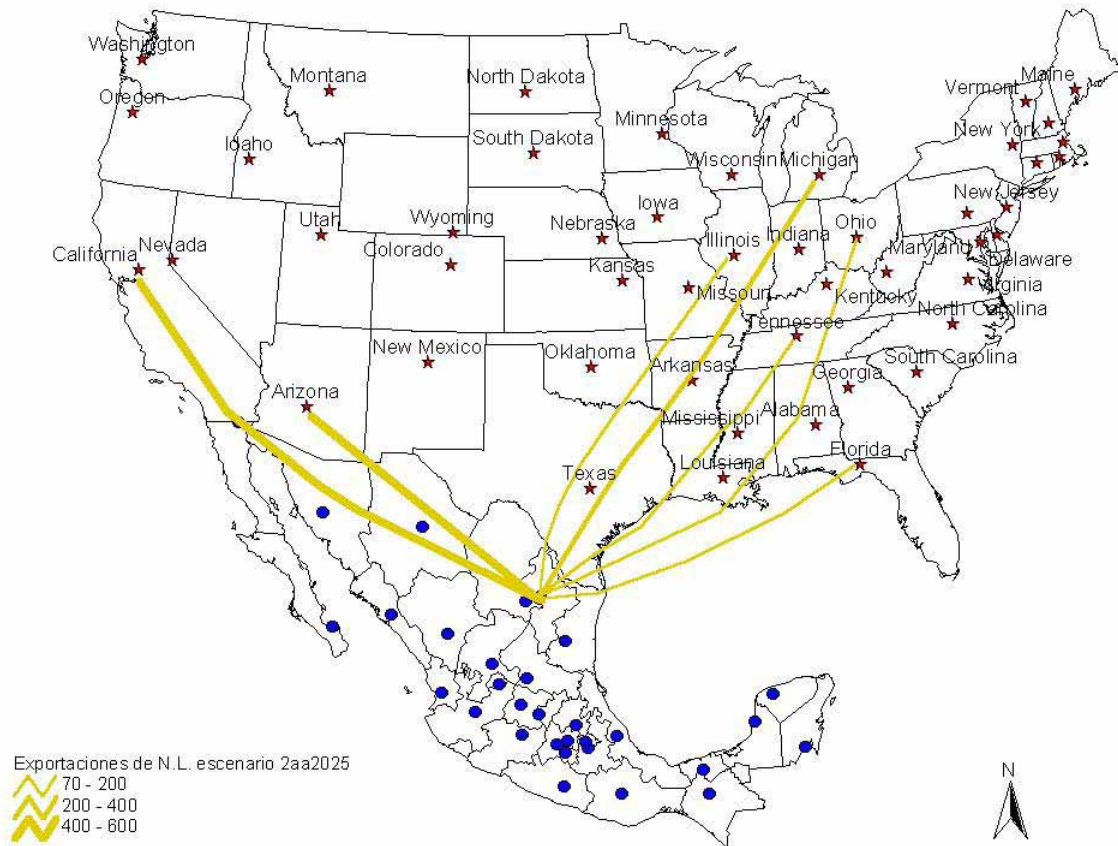 Washington
Montana
North Dakota
Vermont
Maine
Oregon
Minnesota
New York
Idaho
South Dakota
Wisconsin
Michigan
Iowa
New Jersey
Utah
Wyoming
Nebraska
Ohio
California
Nevada
Colorado
Illinois
Indiana
Maryland
Delaware
Kansas
Missouri
Kentucky
Virginia
North Carolina
Tennessee
New Mexico
Oklahoma
Arkansas
South Carolina
Georgia
Arizona
Mississippi
Alabama
Texas
Louisiana
Florida
Exportaciones de N.L. escenario 2aa2025
70 - 200
200 - 400
400 - 600
N